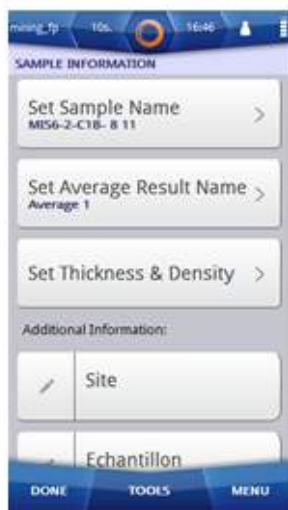 mining_fp 10s. 16:46
SAMPLE INFORMATION
Set Sample Name
MIS6-2-C18- 8 11
Set Average Result Name
Average 1
Set Thickness & Density
Additional Information:
Site
Echantillon
DONE TOOLS MENU